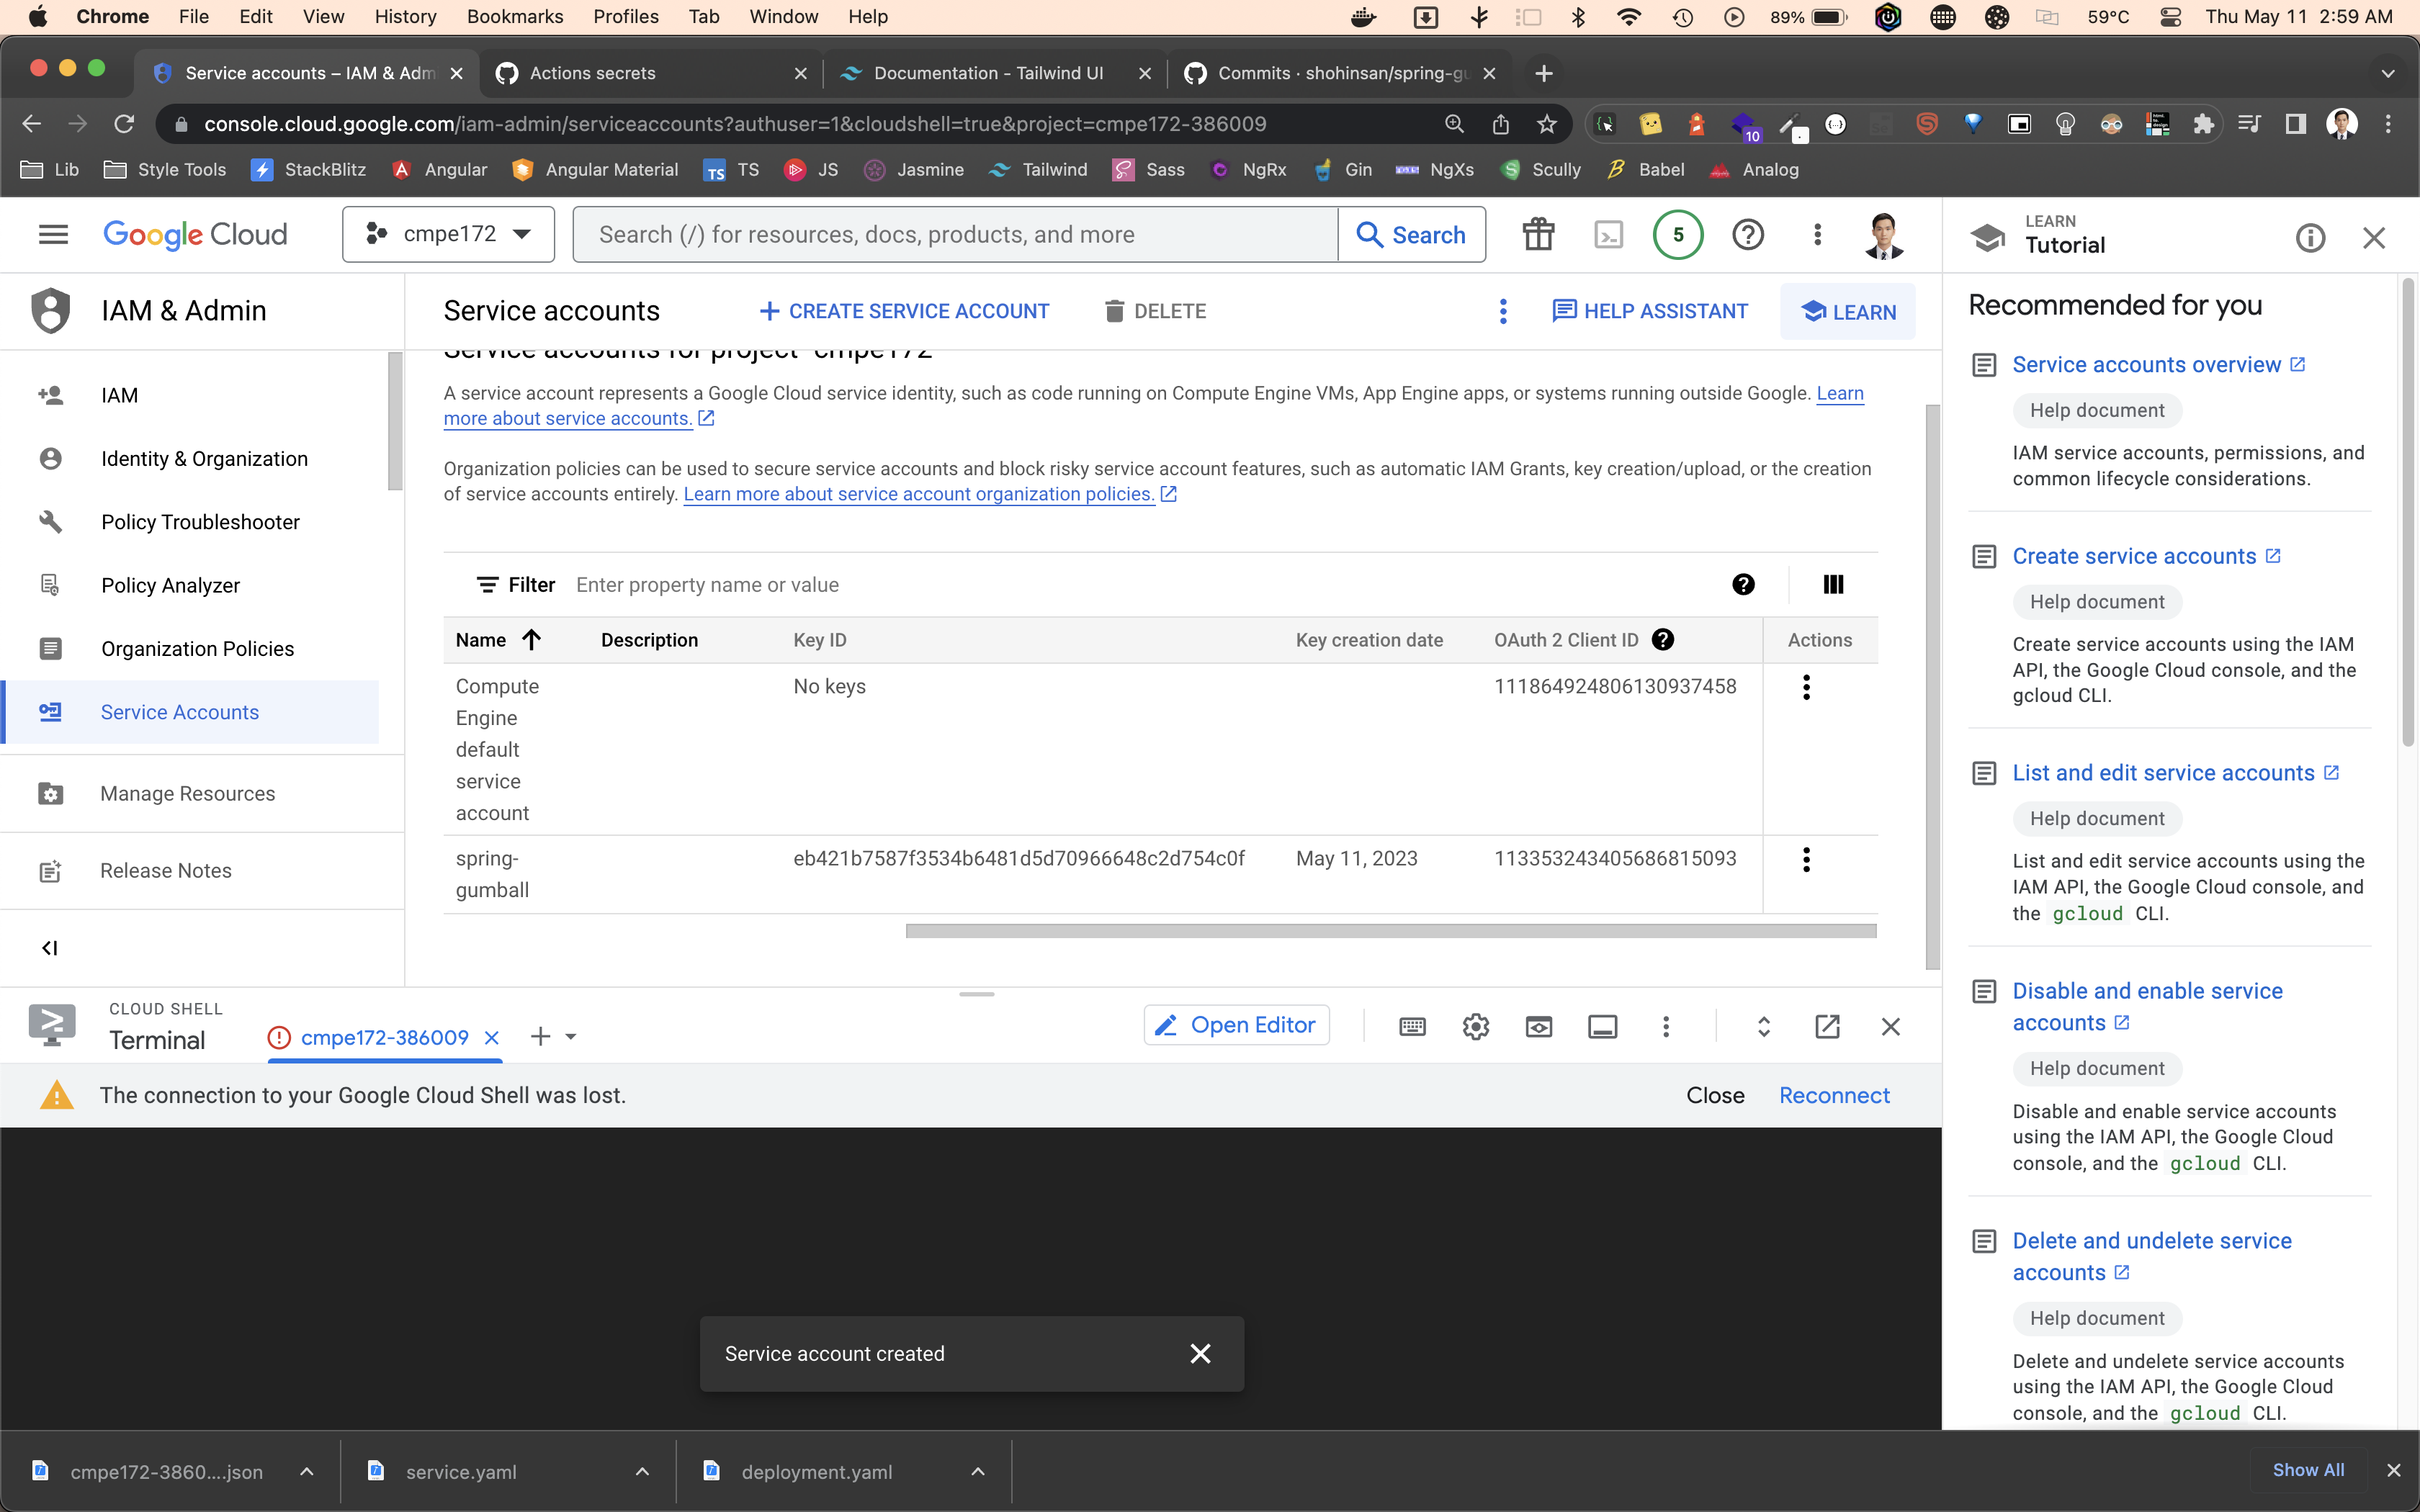 Chrome File Edit View History Bookmarks Profiles Tab Window Help 89% 59°C Thu May 11 2:59 AM
Service accounts – IAM & Adm Actions secrets Documentation - Tailwind UI Commits · shohinsan/spring-gu
console.cloud.google.com/iam-admin/serviceaccounts?authuser=1&cloudshell=true&project=cmpe172-386009 10
Lib Style Tools StackBlitz Angular Angular Material TS JS Jasmine Tailwind Sass NgRx Gin NgXs Scully Babel Analog
Google Cloud cmpe172 Search (/) for resources, docs, products, and more Search 5
LEARN
Tutorial
IAM & Admin
IAM
Identity & Organization
Policy Troubleshooter
Policy Analyzer
Organization Policies
Service Accounts
Manage Resources
Release Notes
Service accounts CREATE SERVICE ACCOUNT DELETE HELP ASSISTANT LEARN
Service accounts for project "cmpe172"
A service account represents a Google Cloud service identity, such as code running on Compute Engine VMs, App Engine apps, or systems running outside Google. Learn
more about service accounts.
Organization policies can be used to secure service accounts and block risky service account features, such as automatic IAM Grants, key creation/upload, or the creation
of service accounts entirely. Learn more about service account organization policies.
Filter Enter property name or value
Name Description Key ID Key creation date OAuth 2 Client ID Actions
Compute No keys 111864924806130937458
Engine
default
service
account
spring- eb421b7587f3534b6481d5d70966648c2d754c0f May 11, 2023 113353243405686815093
gumball
Recommended for you
Service accounts overview
Help document
IAM service accounts, permissions, and
common lifecycle considerations.
Create service accounts
Help document
Create service accounts using the IAM
API, the Google Cloud console, and the
gcloud CLI.
List and edit service accounts
Help document
List and edit service accounts using the
IAM API, the Google Cloud console, and
the gcloud CLI.
Disable and enable service
accounts
Help document
Disable and enable service accounts
using the IAM API, the Google Cloud
console, and the gcloud CLI.
Delete and undelete service
accounts
Help document
Delete and undelete service accounts
using the IAM API, the Google Cloud
console, and the gcloud CLI.
CLOUD SHELL
Terminal cmpe172-386009 Open Editor
The connection to your Google Cloud Shell was lost. Close Reconnect
Service account created
cmpe172-3860....json service.yaml deployment.yaml Show All